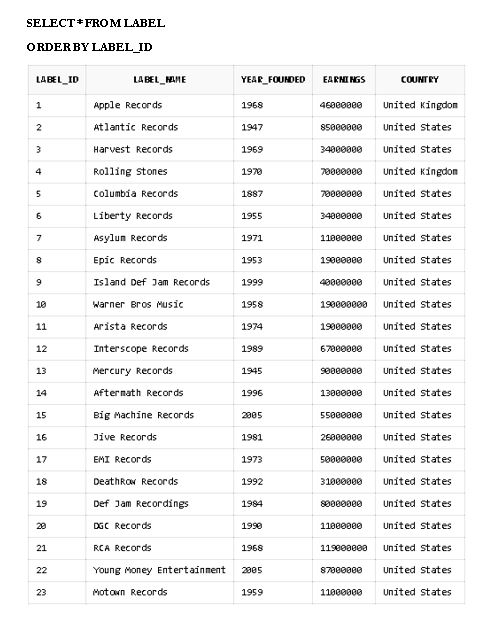 SELECT * FROM LABEL
ORDER BY LABEL_ID
LABEL_ID LABEL_NAME YEAR_FOUNDED EARNINGS COUNTRY
1 Apple Records 1968 46000000 United Kingdom
2 Atlantic Records 1947 85000000 United States
3 Harvest Records 1969 34000000 United States
4 Rolling Stones 1970 70000000 United Kingdom
5 Columbia Records 1887 70000000 United States
6 Liberty Records 1955 34000000 United States
7 Asylum Records 1971 11000000 United States
8 Epic Records 1953 19000000 United States
9 Island Def Jam Records 1999 40000000 United States
10 Warner Bros Music 1958 190000000 United States
11 Arista Records 1974 19000000 United States
12 Interscope Records 1989 67000000 United States
13 Mercury Records 1945 90000000 United States
14 Aftermath Records 1996 13000000 United States
15 Big Machine Records 2005 55000000 United States
16 Jive Records 1981 26000000 United States
17 EMI Records 1973 50000000 United States
18 DeathRow Records 1992 31000000 United States
19 Def Jam Recordings 1984 80000000 United States
20 DGC Records 1990 11000000 United States
21 RCA Records 1968 119000000 United States
22 Young Money Entertainment 2005 87000000 United States
23 Motown Records 1959 11000000 United States